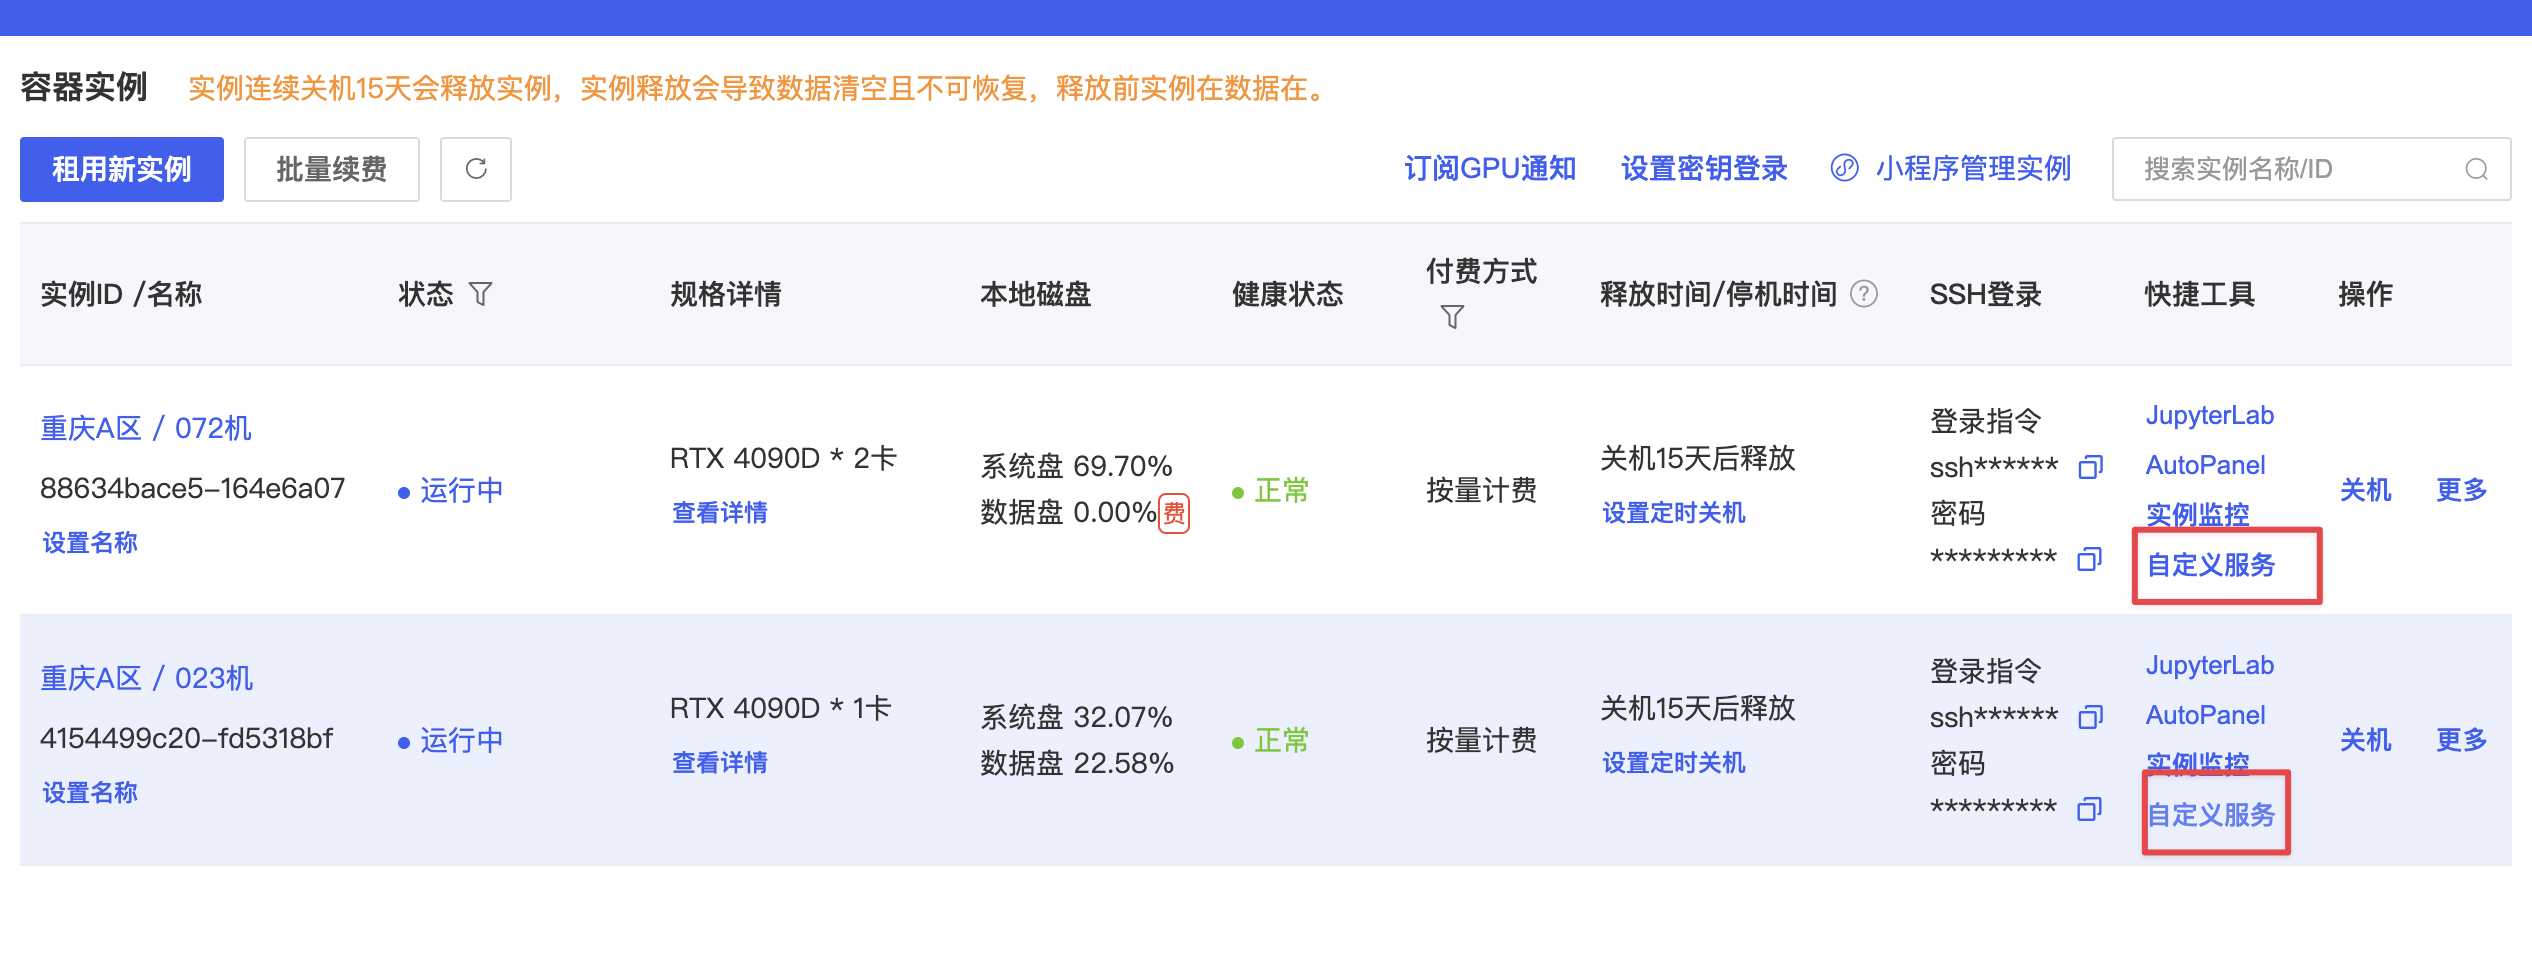 容器实例 实例连续关机15天会释放实例，实例释放会导致数据清空且不可恢复，释放前实例在数据在。
租用新实例 批量续费 订阅GPU通知 设置密钥登录 小程序管理实例 搜索实例名称/ID
实例ID /名称 状态 规格详情 本地磁盘 健康状态 付费方式 释放时间/停机时间 ? SSH登录 快捷工具 操作
重庆A区 / 072机
88634bace5-164e6a07
设置名称
运行中
RTX 4090D * 2卡
查看详情
系统盘 69.70%
数据盘 0.00% 费
正常
按量计费
关机15天后释放
设置定时关机
登录指令
ssh******
密码
*********
JupyterLab
AutoPanel
实例监控
自定义服务
关机 更多
重庆A区 / 023机
4154499c20-fd5318bf
设置名称
运行中
RTX 4090D * 1卡
查看详情
系统盘 32.07%
数据盘 22.58%
正常
按量计费
关机15天后释放
设置定时关机
登录指令
ssh******
密码
*********
JupyterLab
AutoPanel
实例监控
自定义服务
关机 更多